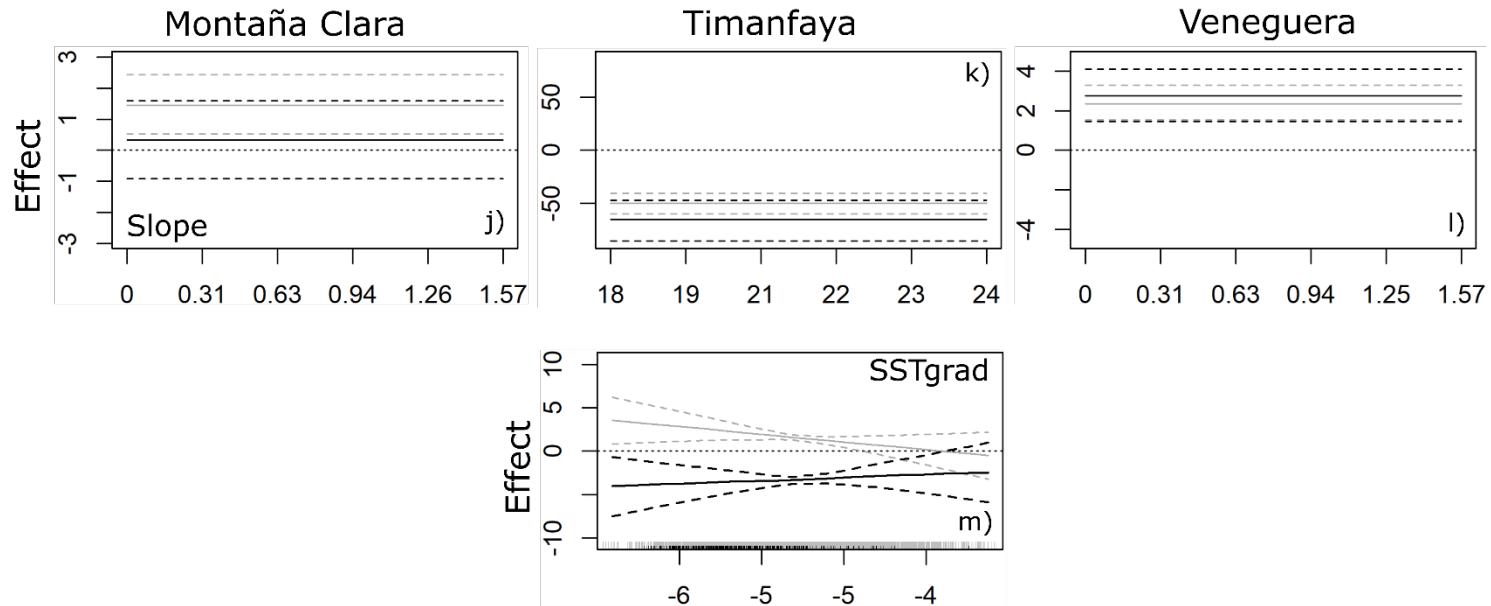 Montaña Clara Timanfaya Veneguera
Effect
3
1
-1
-3
Slope
j)
0 0.31 0.63 0.94 1.26 1.57
50
0
-50
k)
18 19 21 22 23 24
4
2
0
-4
l)
0 0.31 0.63 0.94 1.25 1.57
Effect
10
5
0
-10
SSTgrad
m)
-6 -5 -5 -4